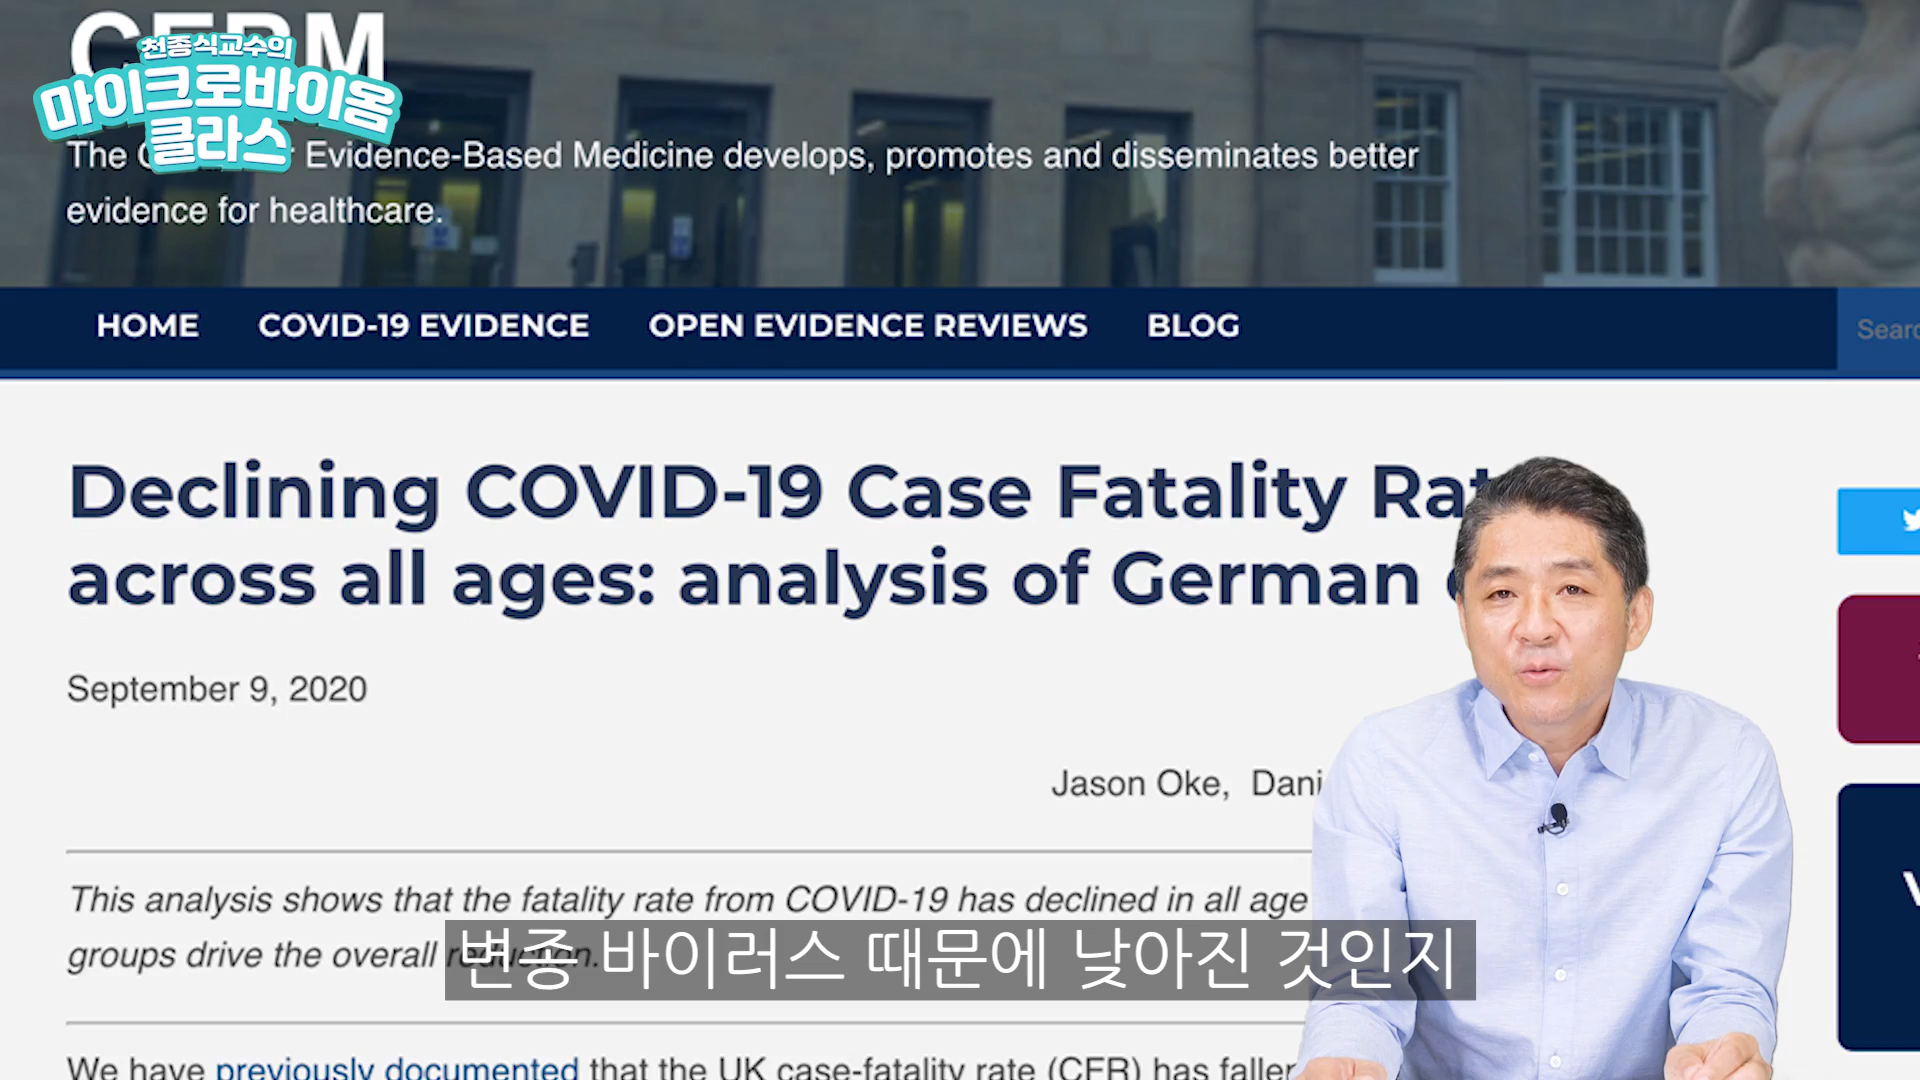 천종식교수의
마이크로바이옴
클라스
The Evidence-Based Medicine develops, promotes and disseminates better
evidence for healthcare.
HOME COVID-19 EVIDENCE OPEN EVIDENCE REVIEWS BLOG
Declining COVID-19 Case Fatality
across all ages: analysis of German
September 9, 2020
Jason Oke,
This analysis shows that the fatality rate from COVID-19 has declined in all age
groups drive the overall
변종 바이러스 때문에 낮아진 것인지
We have previously documented that the UK case-fatality rate (CFR) has